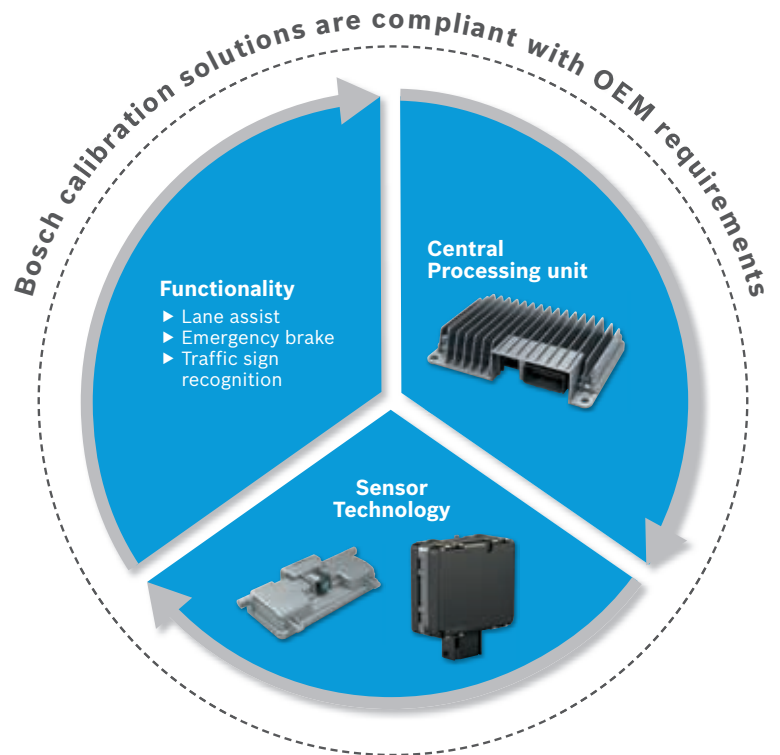 Bosch calibration solutions are compliant with OEM requirements
Functionality
▶ Lane assist
▶ Emergency brake
▶ Traffic sign
recognition
Central
Processing unit
Sensor
Technology